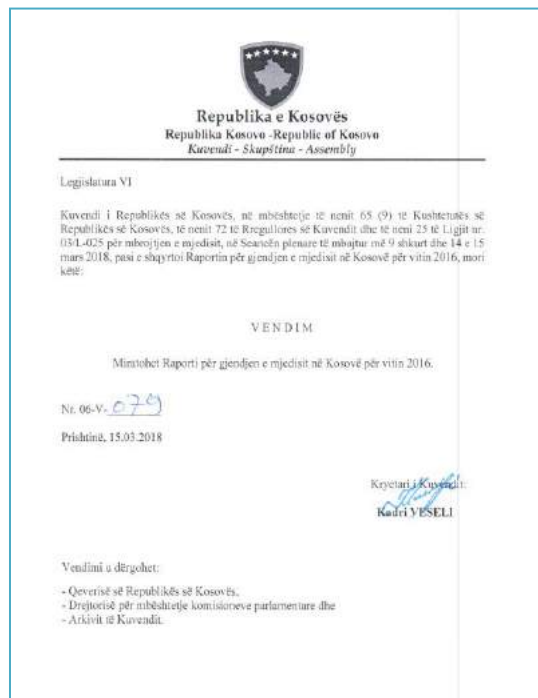 Republika e Kosovës
Republika Kosovo -Republic of Kosovo
Kuvendi - Skupština - Assembly
Legjislatura VI
Kuvendi i Republikës së Kosovës, në mbështetje të nenit 65 (9) të Kushtetutës së
Republikës së Kosovës, të nenit 72 të Rregullores së Kuvendit dhe të neni 25 të Ligjit nr.
03/L-025 për mbrojtjen e mjedisit, në Seancën plenare të mbajtur më 9 shkurt dhe 14 e 15
mars 2018, pasi e shqyrtoi Raportin për gjendjen e mjedisit në Kosovë për vitin 2016, mori
këtë:
VENDIM
Miratohet Raporti për gjendjen e mjedisit në Kosovë për vitin 2016.
Nr. 06-V- 079
Prishtinë, 15.03.2018
Kryetari i Kuvendit:
Kadri VESELI
Vendimi u dërgohet:
- Qeverisë së Republikës së Kosovës,
- Drejtorisë për mbështetje komisioneve parlamentare dhe
- Arkivit të Kuvendit.